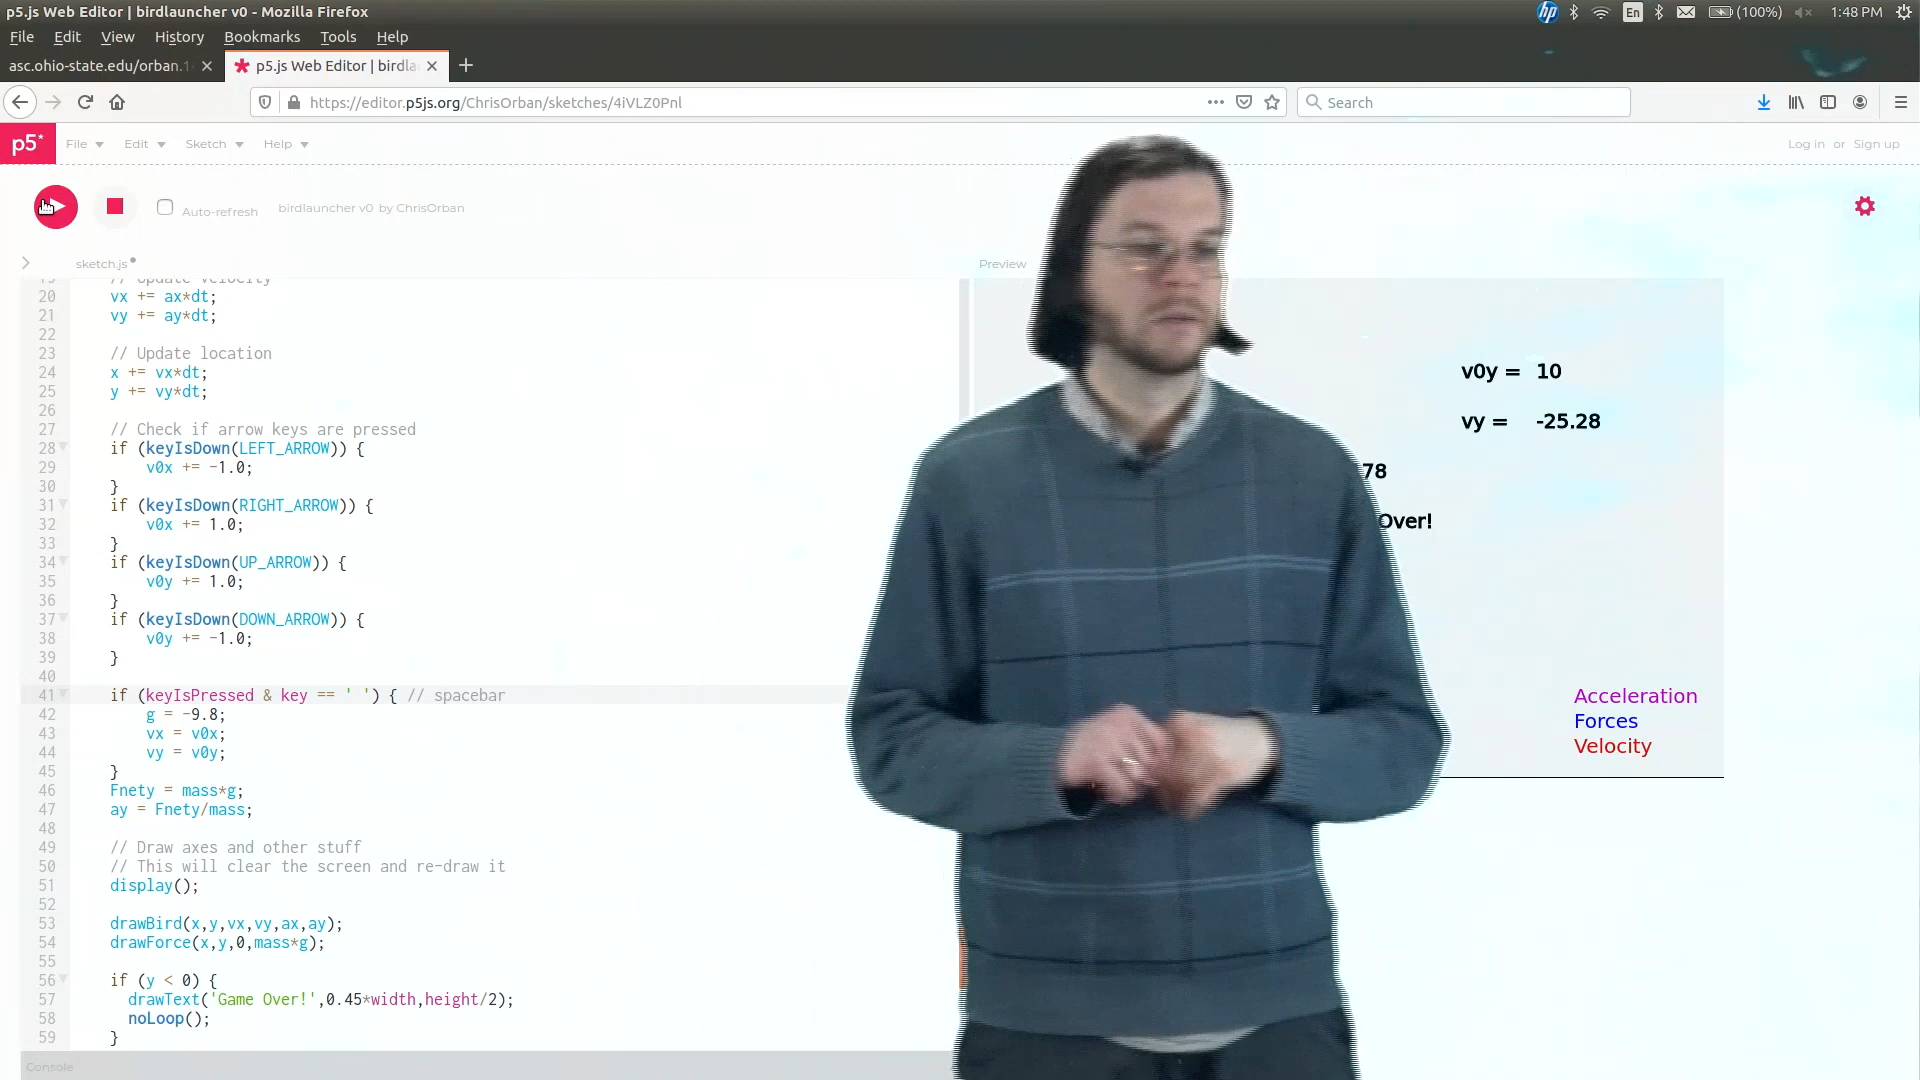 p5.js Web Editor | birdlauncher v0 - Mozilla Firefox
En
(100%)
1:48 PM
File Edit View History Bookmarks Tools Help
asc.ohio-state.edu/orban.1
p5.js Web Editor | birdla
https://editor.p5js.org/ChrisOrban/sketches/4iVLZ0Pnl
Search
p5*
File Edit Sketch Help
Log in or Sign up
Auto-refresh
birdlauncher v0 by ChrisOrban
sketch.js
Preview
19 // Update velocity
20 vx += ax*dt;
21 vy += ay*dt;
22
23 // Update location
24 x += vx*dt;
25 y += vy*dt;
26
27 // Check if arrow keys are pressed
28 if (keyIsDown(LEFT_ARROW)) {
29 v0x += -1.0;
30 }
31 if (keyIsDown(RIGHT_ARROW)) {
32 v0x += 1.0;
33 }
34 if (keyIsDown(UP_ARROW)) {
35 v0y += 1.0;
36 }
37 if (keyIsDown(DOWN_ARROW)) {
38 v0y += -1.0;
39 }
40
41 if (keyIsPressed & key == ' ') { // spacebar
42 g = -9.8;
43 vx = v0x;
44 vy = v0y;
45 }
46 Fnety = mass*g;
47 ay = Fnety/mass;
48
49 // Draw axes and other stuff
50 // This will clear the screen and re-draw it
51 display();
52
53 drawBird(x,y,vx,vy,ax,ay);
54 drawForce(x,y,0,mass*g);
55
56 if (y < 0) {
57 drawText('Game Over!',0.45*width,height/2);
58 noLoop();
59 }
Console
v0y = 10
vy = -25.28
78
Over!
Acceleration
Forces
Velocity